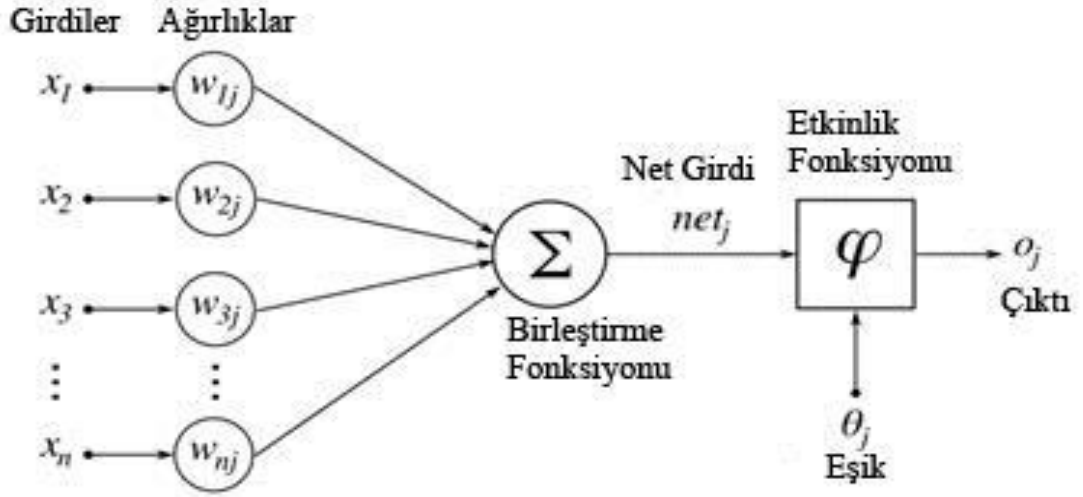 Girdiler Ağırlıklar
x1 w1j
x2 w2j
x3 w3j
xn wnj
Σ
Birleştirme
Fonksiyonu
Net Girdi
netj
Etkinlik
Fonksiyonu
φ
oj
Çıktı
θj
Eşik